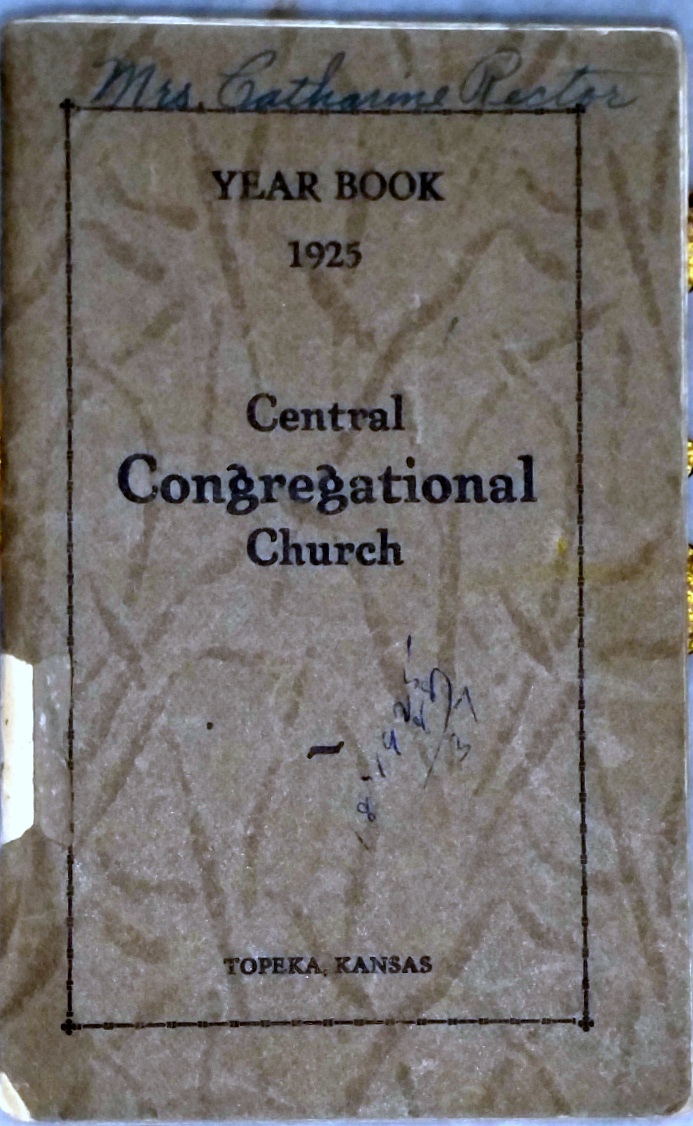 Mrs. Catharine Rector
YEAR BOOK
1925
Central
Congregational
Church
TOPEKA, KANSAS